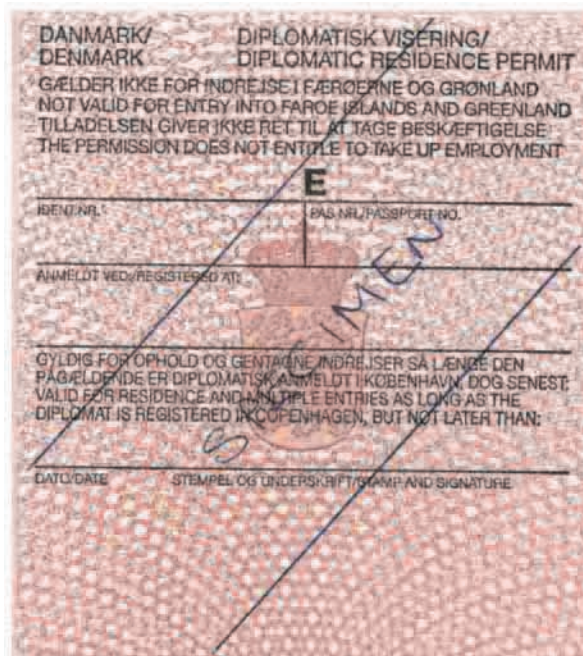 DANMARK/ DIPLOMATISK VISERING/
DENMARK DIPLOMATIC RESIDENCE PERMIT
GÆLDER IKKE FOR INDREJSE I FÆRØERNE OG GRØNLAND
NOT VALID FOR ENTRY INTO FAROE ISLANDS AND GREENLAND
TILLADELSEN GIVER IKKE RET TIL AT TAGE BESKÆFTIGELSE
THE PERMISSION DOES NOT ENTITLE TO TAKE UP EMPLOYMENT
E
IDENT.NR. PAS NR./PASSPORT NO.
ANMELDT VED:/REGISTERED AT:
SPECIMEN
GYLDIG FOR OPHOLD OG GENTAGNE INDREJSER SÅ LÆNGE DEN
PÅGÆLDENDE ER DIPLOMATISK ANMELDT I KØBENHAVN, DOG SENEST:
VALID FOR RESIDENCE AND MULTIPLE ENTRIES AS LONG AS THE
DIPLOMAT IS REGISTERED IN COPENHAGEN, BUT NOT LATER THAN:
DATO/DATE STEMPEL OG UNDERSKRIFT/STAMP AND SIGNATURE